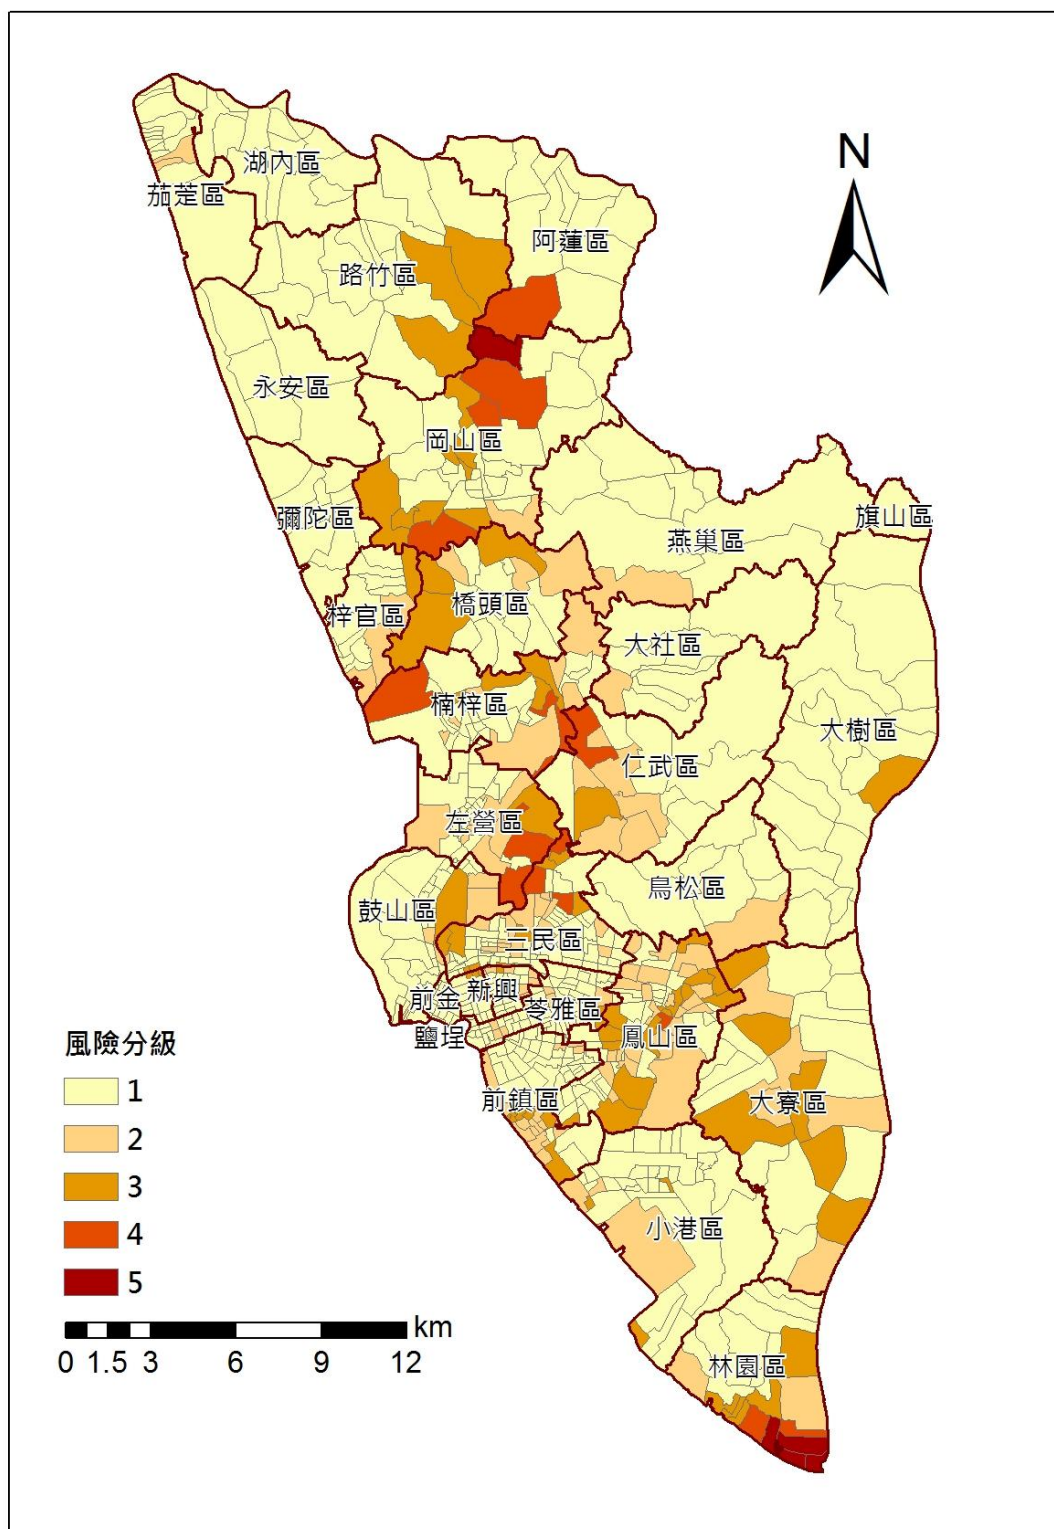 N
湖內區
茄萣區
阿蓮區
路竹區
永安區
岡山區
彌陀區
旗山區
燕巢區
橋頭區
梓官區
大社區
楠梓區
大樹區
仁武區
左營區
鳥松區
鼓山區
三民區
前金
新興
苓雅區
鹽埕
鳳山區
前鎮區
大寮區
小港區
林園區
風險分級
1
2
3
4
5
km
0 1.5 3 6 9 12